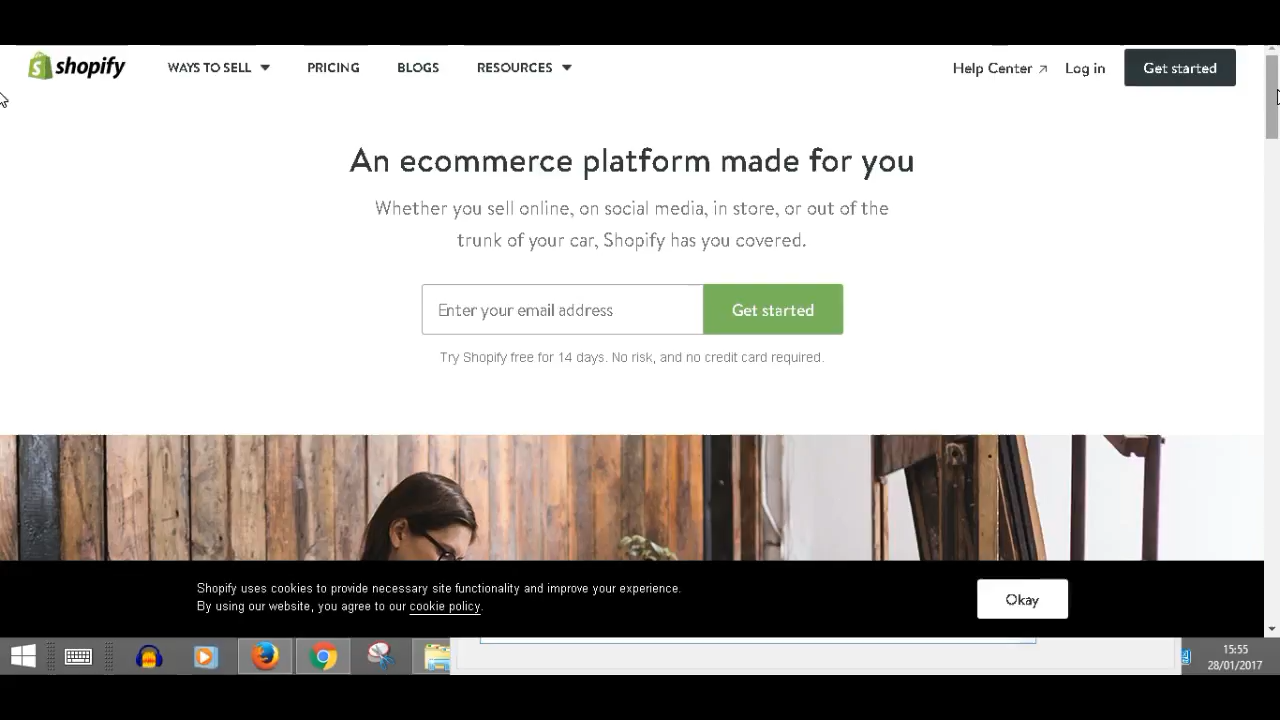 shopify
WAYS TO SELL
PRICING
BLOGS
RESOURCES
Help Center
Log in
Get started
An ecommerce platform made for you
Whether you sell online, on social media, in store, or out of the
trunk of your car, Shopify has you covered.
Enter your email address
Get started
Try Shopify free for 14 days. No risk, and no credit card required.
Shopify uses cookies to provide necessary site functionality and improve your experience.
By using our website, you agree to our cookie policy.
Okay
15:55
28/01/2017